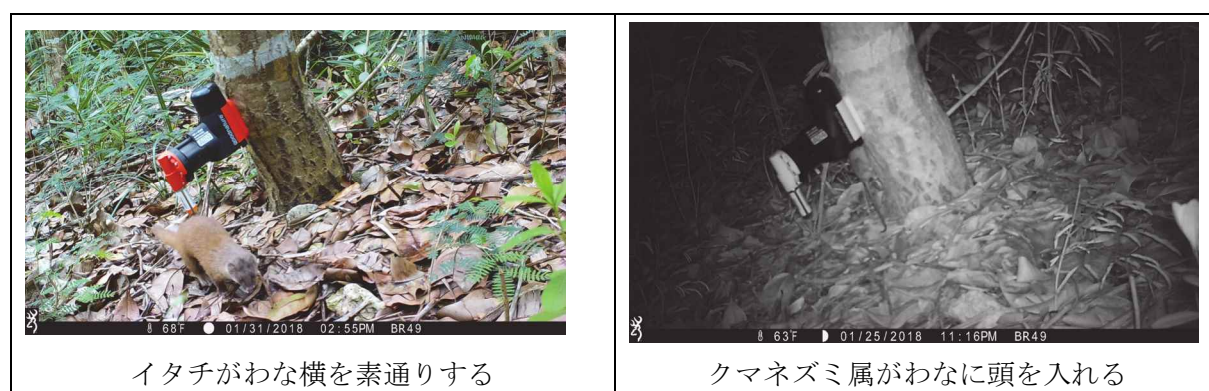 68°F 01/31/2018 02:55PM BR49
イタチがわな横を素通りする
63°F 01/25/2018 11:16PM BR49
クマネズミ属がわなに頭を入れる